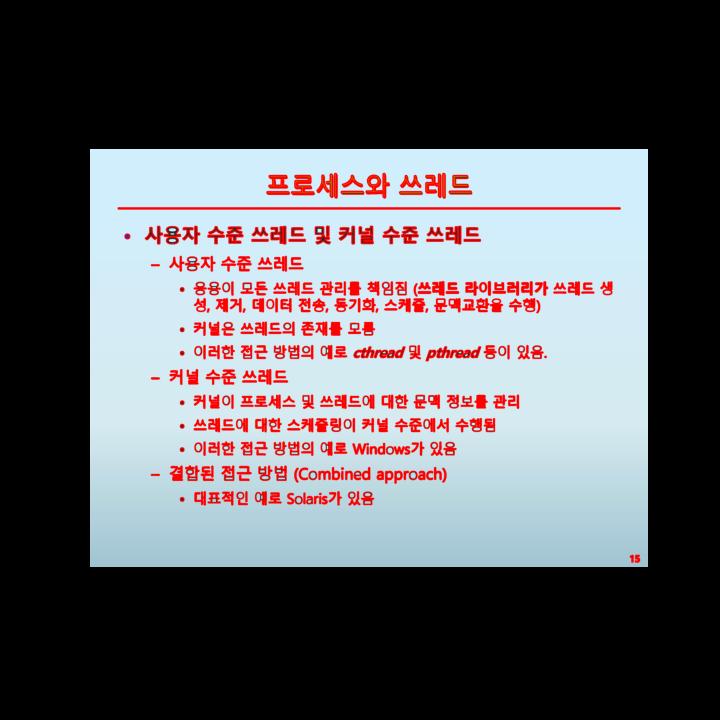 프로세스와 쓰레드
• 사용자 수준 쓰레드 및 커널 수준 쓰레드
– 사용자 수준 쓰레드
• 응용이 모든 쓰레드 관리를 책임짐 (쓰레드 라이브러리가 쓰레드 생
성, 제거, 데이터 전송, 동기화, 스케줄, 문맥교환을 수행)
• 커널은 쓰레드의 존재를 모름
• 이러한 접근 방법의 예로 cthread 및 pthread 등이 있음.
– 커널 수준 쓰레드
• 커널이 프로세스 및 쓰레드에 대한 문맥 정보를 관리
• 쓰레드에 대한 스케줄링이 커널 수준에서 수행됨
• 이러한 접근 방법의 예로 Windows가 있음
– 결합된 접근 방법 (Combined approach)
• 대표적인 예로 Solaris가 있음
15